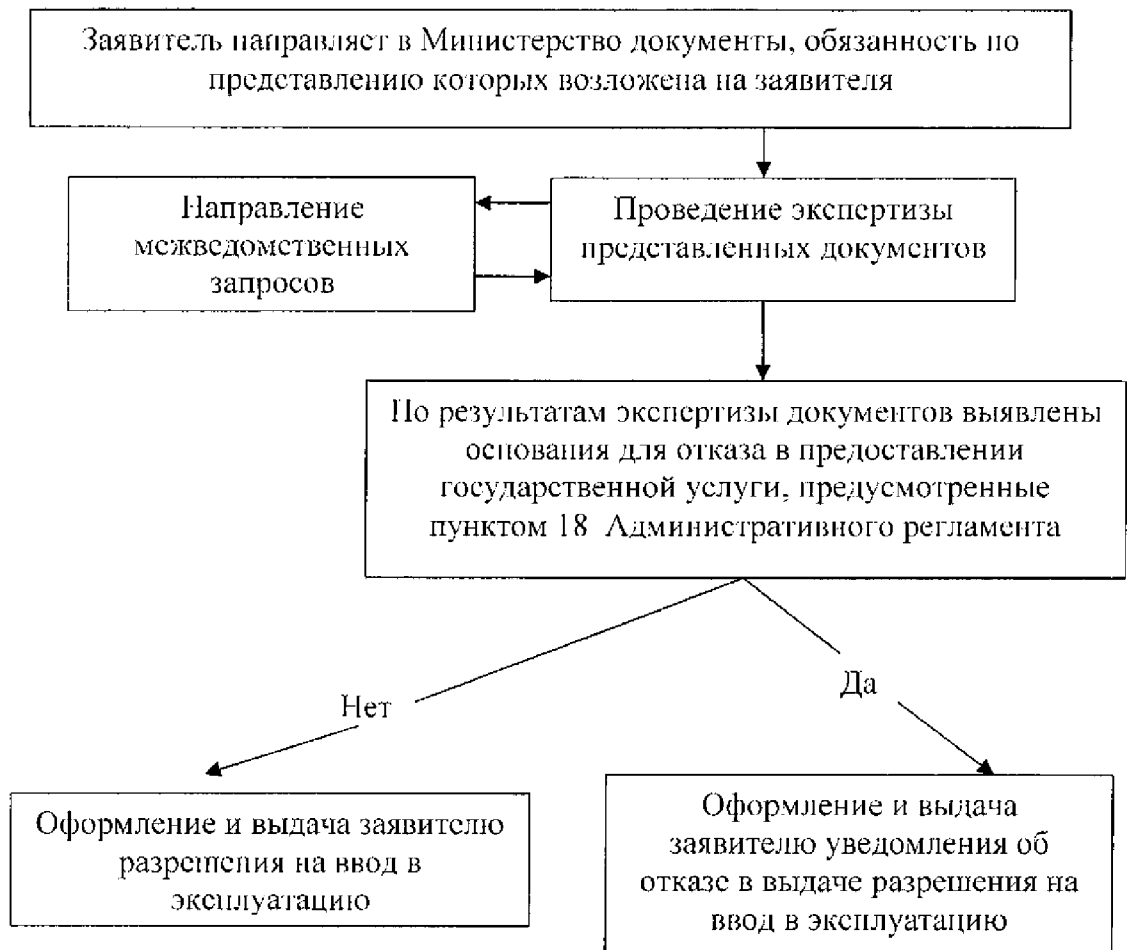 Заявитель направляет в Министерство документы, обязанность по
представлению которых возложена на заявителя
Направление
межведомственных
запросов
Проведение экспертизы
представленных документов
По результатам экспертизы документов выявлены
основания для отказа в предоставлении
государственной услуги, предусмотренные
пунктом 18 Административного регламента
Нет
Да
Оформление и выдача заявителю
разрешения на ввод в
эксплуатацию
Оформление и выдача
заявителю уведомления об
отказе в выдаче разрешения на
ввод в эксплуатацию